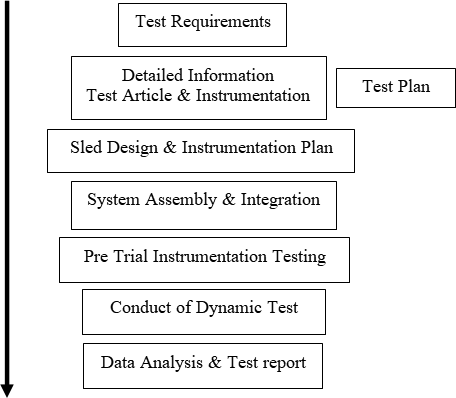 Test Requirements
Detailed Information
Test Article & Instrumentation
Test Plan
Sled Design & Instrumentation Plan
System Assembly & Integration
Pre Trial Instrumentation Testing
Conduct of Dynamic Test
Data Analysis & Test report